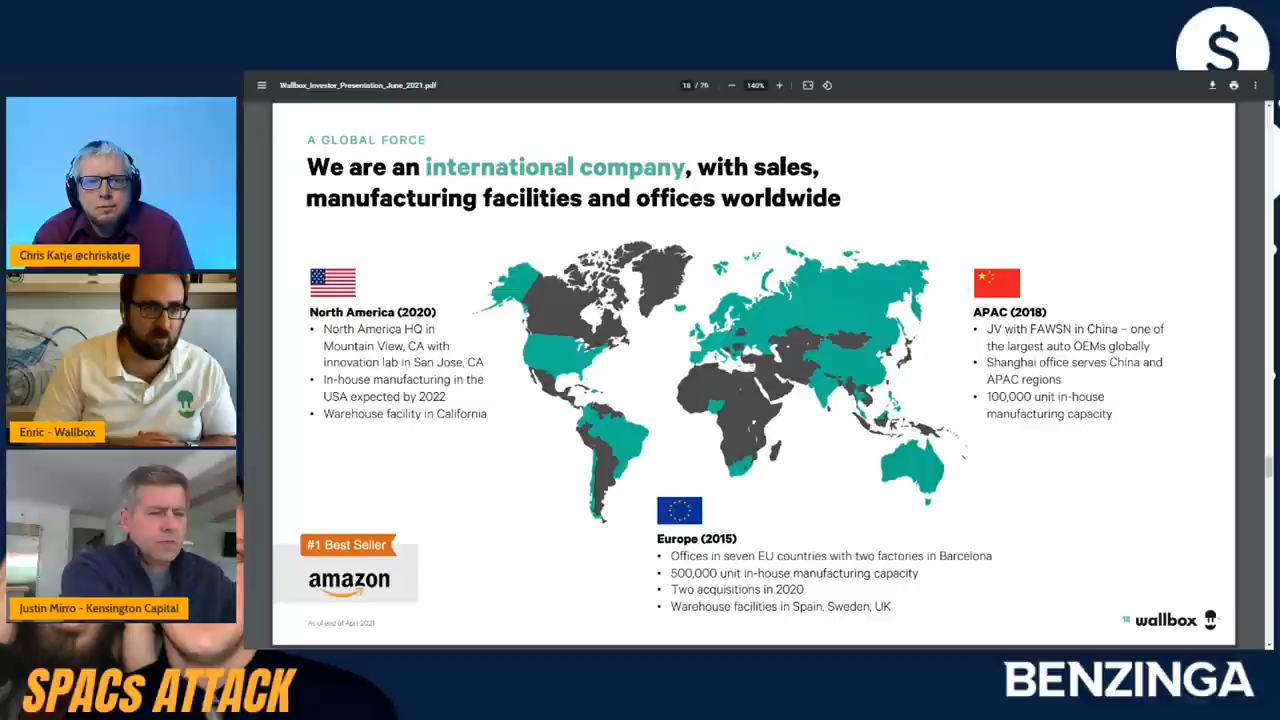 $
Wallbox_Investor_Presentation_June_2021.pdf
18 / 76
140%
A GLOBAL FORCE
We are an international company, with sales,
manufacturing facilities and offices worldwide
North America (2020)
• North America HQ in
Mountain View, CA with
innovation lab in San Jose, CA
• In-house manufacturing in the
USA expected by 2022
• Warehouse facility in California
APAC (2018)
• JV with FAWSN in China – one of
the largest auto OEMs globally
• Shanghai office serves China and
APAC regions
• 100,000 unit in-house
manufacturing capacity
Europe (2015)
• Offices in seven EU countries with two factories in Barcelona
• 500,000 unit in-house manufacturing capacity
• Two acquisitions in 2020
• Warehouse facilities in Spain, Sweden, UK
#1 Best Seller
amazon
As of end of April 2021
18 wallbox
Chris Katje @chriskatje
Enric - Wallbox
Justin Mirro - Kensington Capital
SPACs ATTACK
BENZINGA